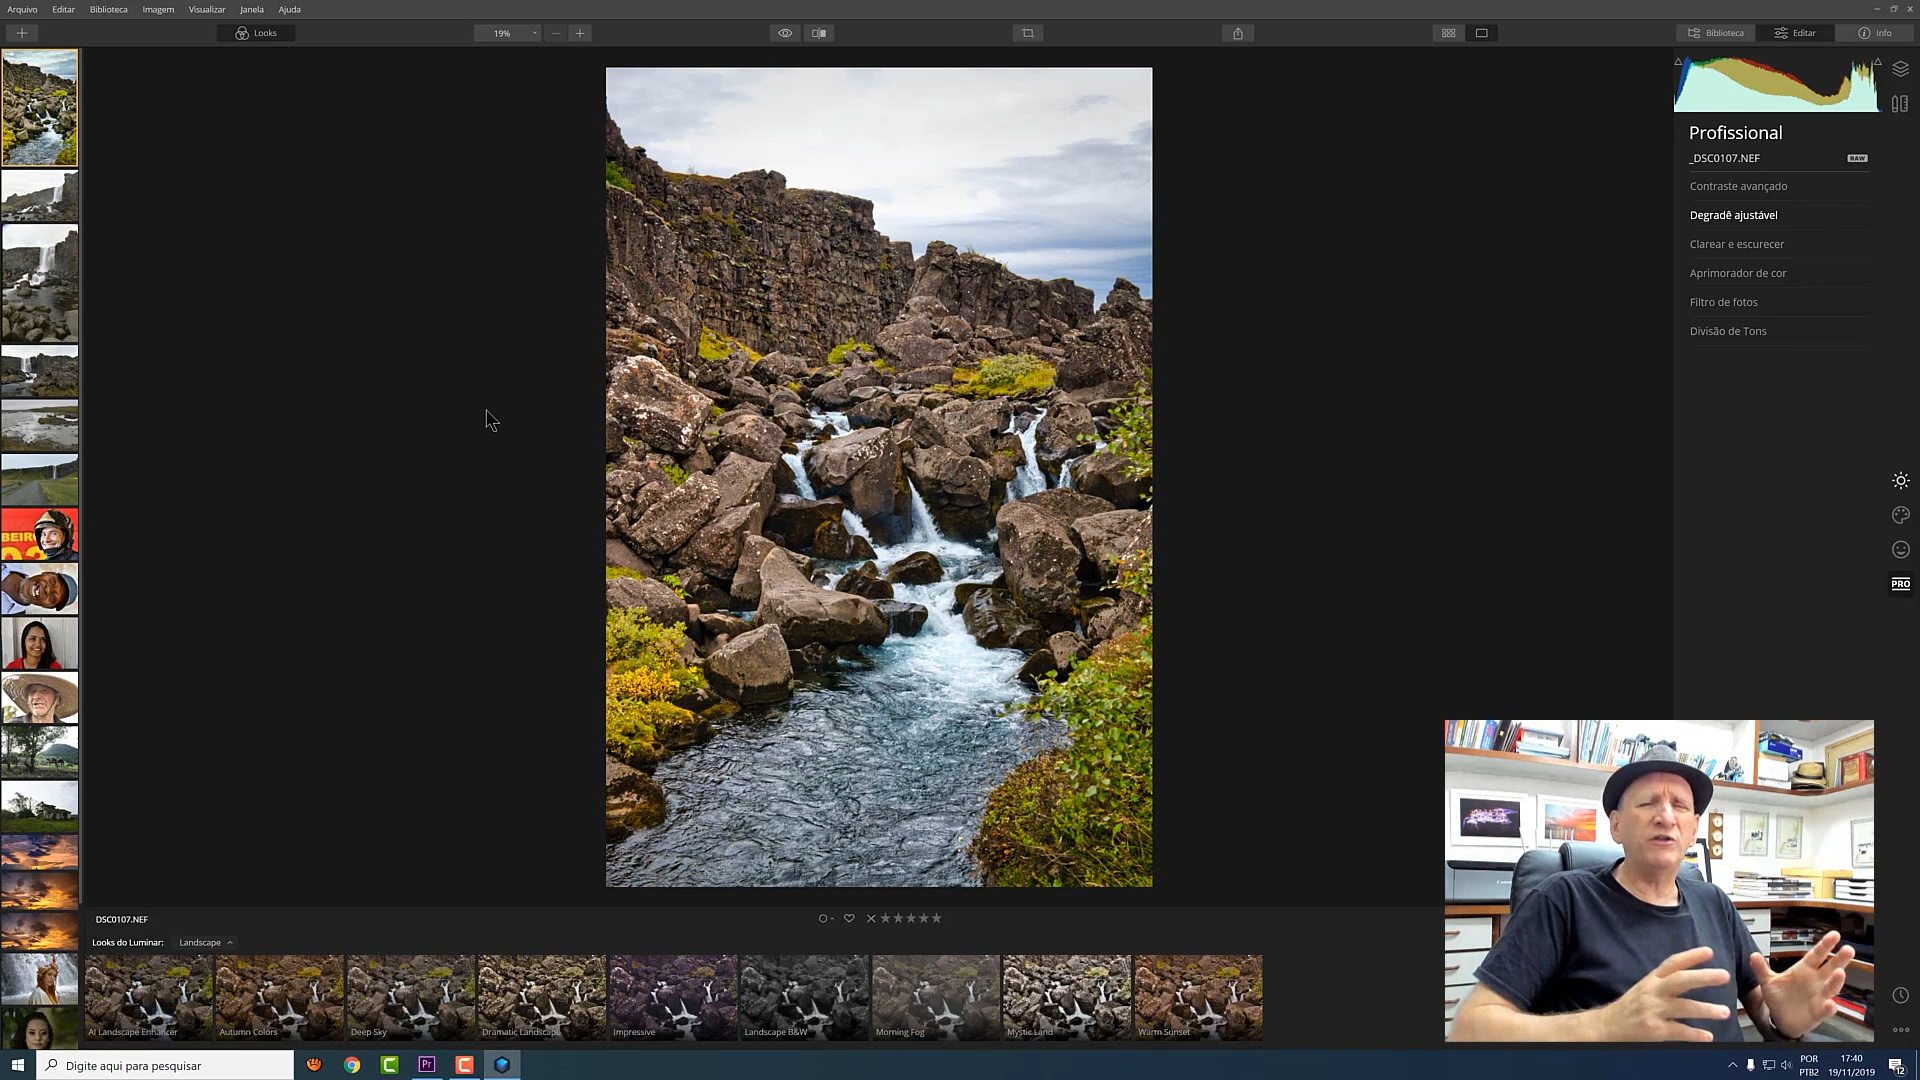 Arquivo Editar Biblioteca Imagem Visualizar Janela Ajuda
Looks 19% Biblioteca Editar Info
Profissional
_DSC0107.NEF RAW
Contraste avançado
Degradê ajustável
Clarear e escurecer
Aprimorador de cor
Filtro de fotos
Divisão de Tons
PRO
BEIR
DSC0107.NEF
Looks do Luminar: Landscape
AI Landscape Enhancer Autumn Colors Deep Sky Dramatic Landscape Impressive Landscape B&W Morning Fog Mystic Land Warm Sunset
Digite aqui para pesquisar
Pr
POR 17:40
PTB2 19/11/2019
12